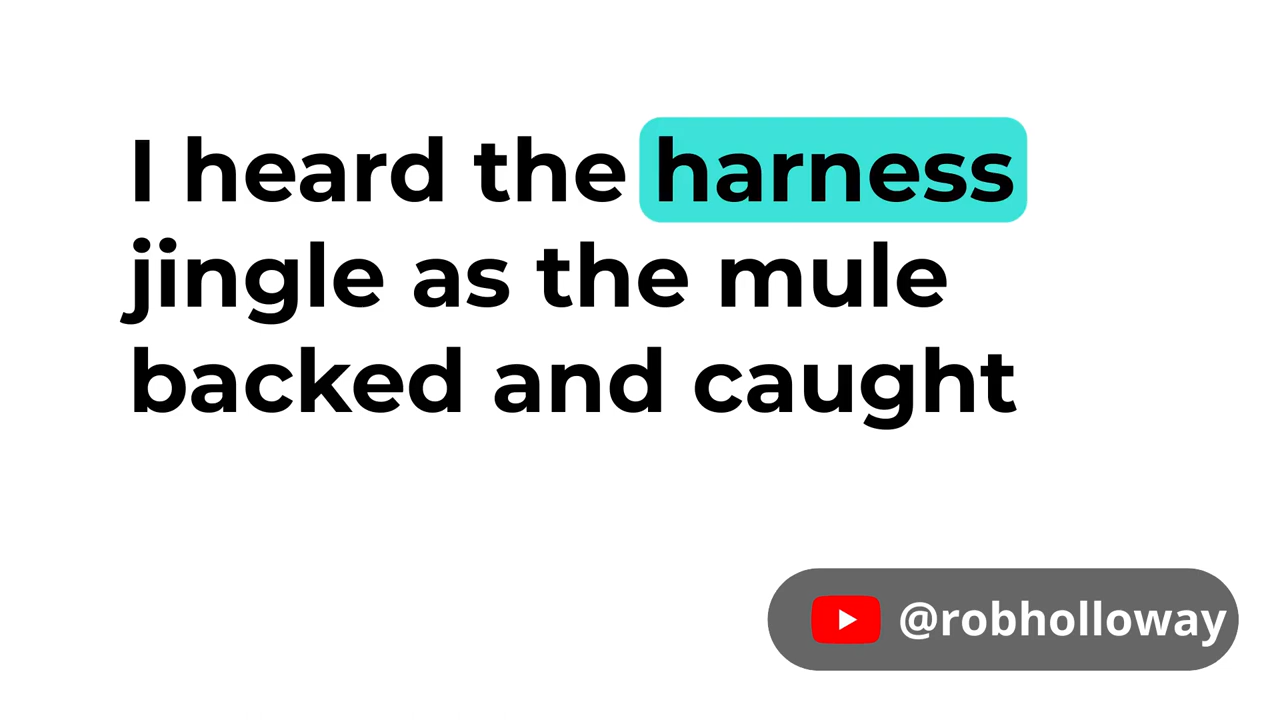 I heard the harness
jingle as the mule
backed and caught
@robholloway